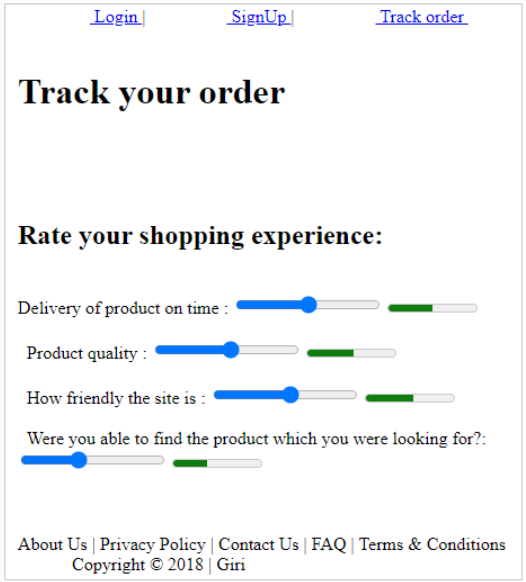 Login | SignUp | Track order
Track your order
Rate your shopping experience:
Delivery of product on time :
Product quality :
How friendly the site is :
Were you able to find the product which you were looking for?:
About Us | Privacy Policy | Contact Us | FAQ | Terms & Conditions
Copyright © 2018 | Giri